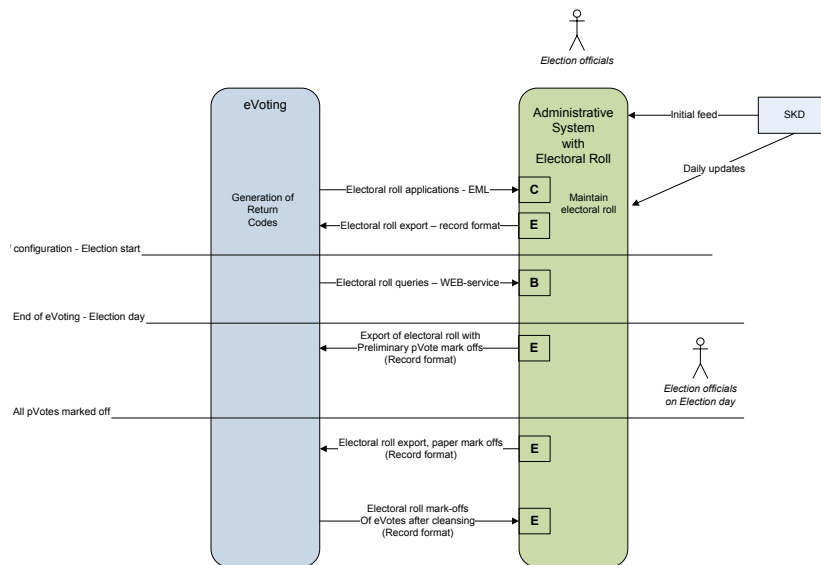 Election officials
eVoting
Administrative
System
with
Electoral Roll
Initial feed
SKD
Daily updates
Electoral roll applications - EML
C
Generation of
Return
Codes
Maintain
electoral roll
Electoral roll export – record format
E
configuration - Election start
Electoral roll queries – WEB-service
B
End of eVoting - Election day
Export of electoral roll with
Preliminary pVote mark offs
(Record format)
E
Election officials
on Election day
All pVotes marked off
Electoral roll export, paper mark offs
(Record format)
E
Electoral roll mark-offs
Of eVotes after cleansing
(Record format)
E